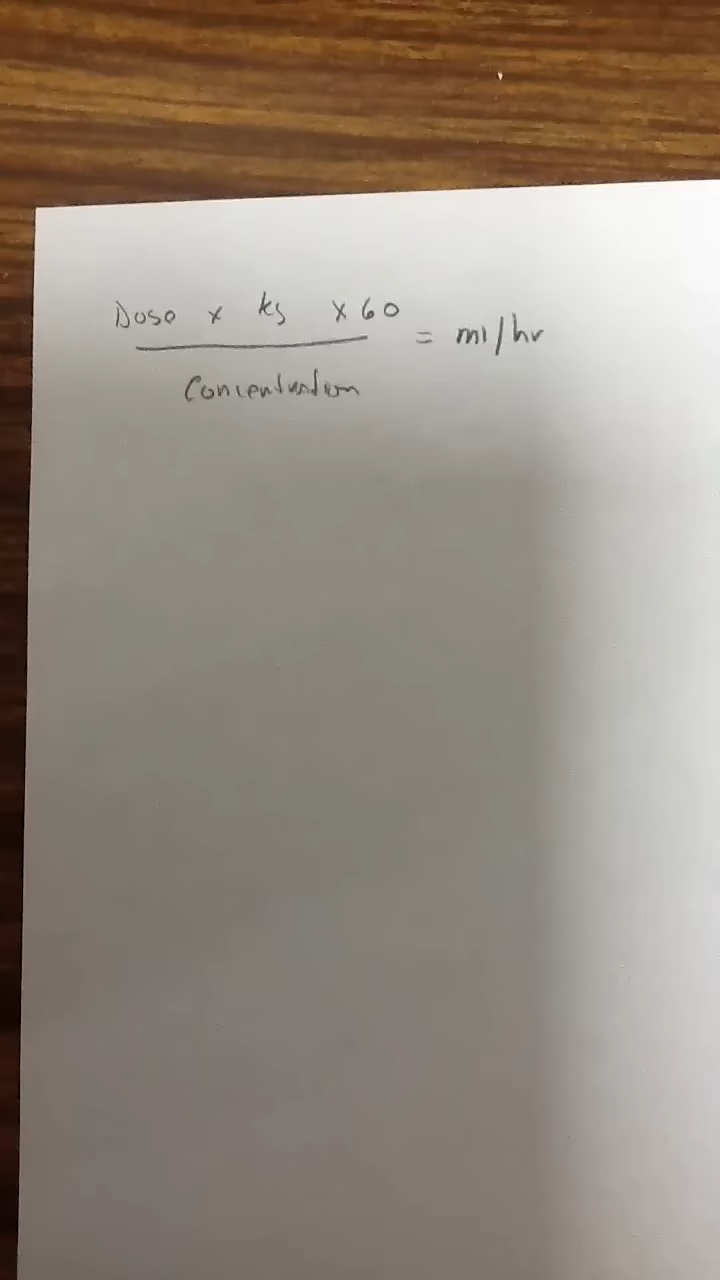 Dose x kg x 60
= ml/hr
Concentration